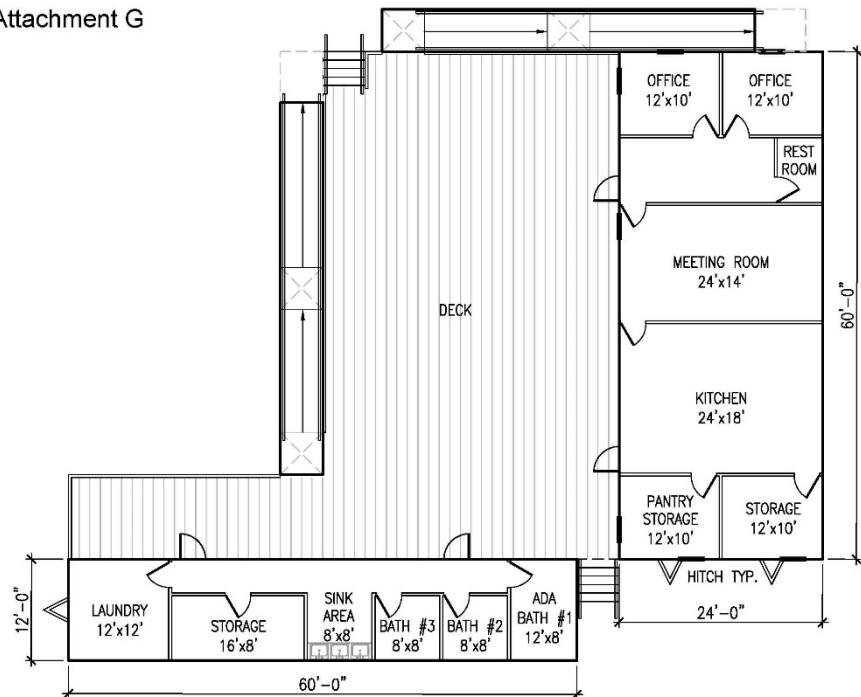 Attachment G
OFFICE
12'x10'
OFFICE
12'x10'
REST
ROOM
MEETING ROOM
24'x14'
DECK
60'-0"
KITCHEN
24'x18'
PANTRY
STORAGE
12'x10'
STORAGE
12'x10'
HITCH TYP.
24'-0"
12'-0"
LAUNDRY
12'x12'
STORAGE
16'x8'
SINK
AREA
8'x8'
BATH #3
8'x8'
BATH #2
8'x8'
ADA
BATH #1
12'x8'
60'-0"